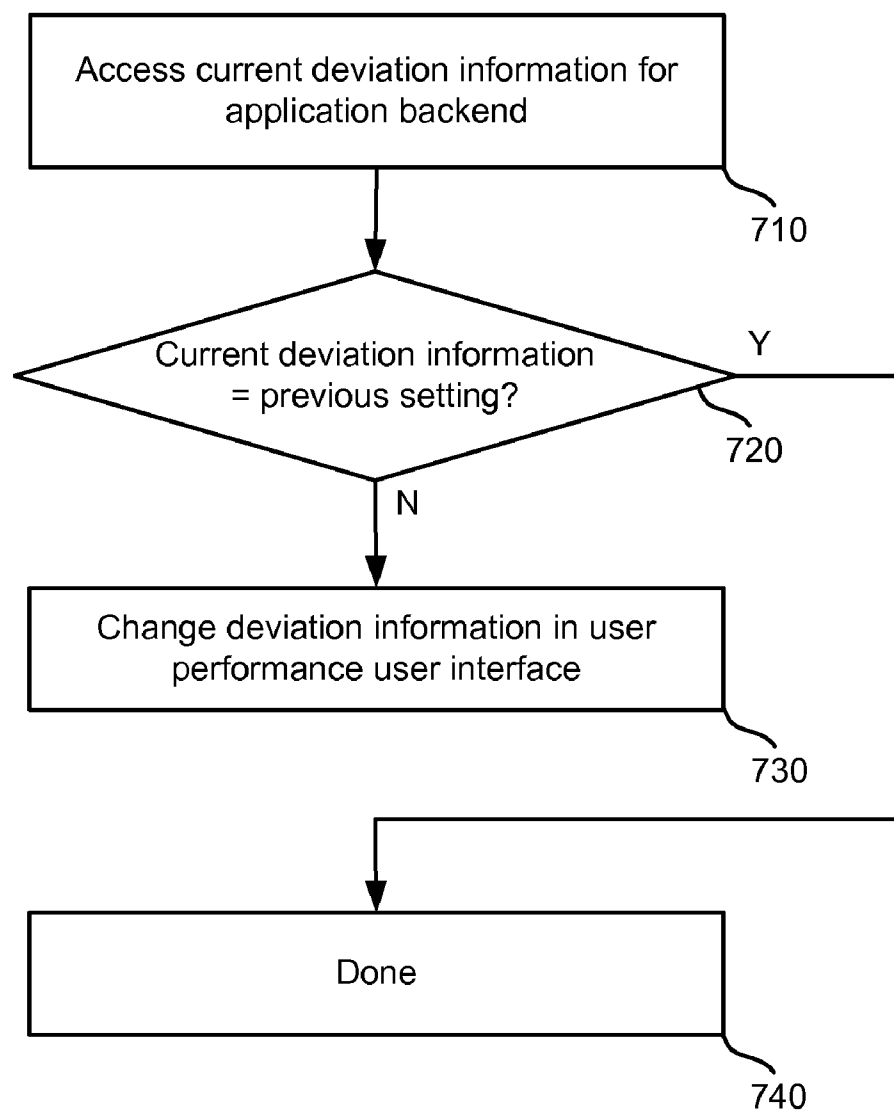 Access current deviation information for
application backend
710
Current deviation information
= previous setting?
Y
720
N
Change deviation information in user
performance user interface
730
Done
740